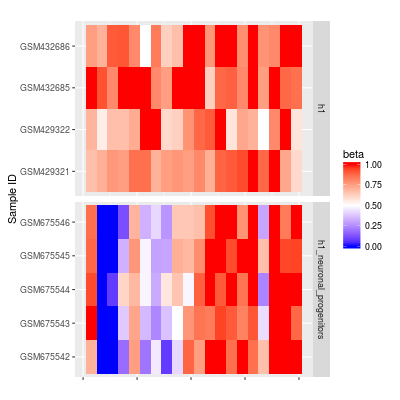 GSM432686
GSM432685
GSM429322
GSM429321
h1
Sample ID
GSM675546
GSM675545
GSM675544
GSM675543
GSM675542
h1_neuronal_progenitors
beta
1.00
0.75
0.50
0.25
0.00